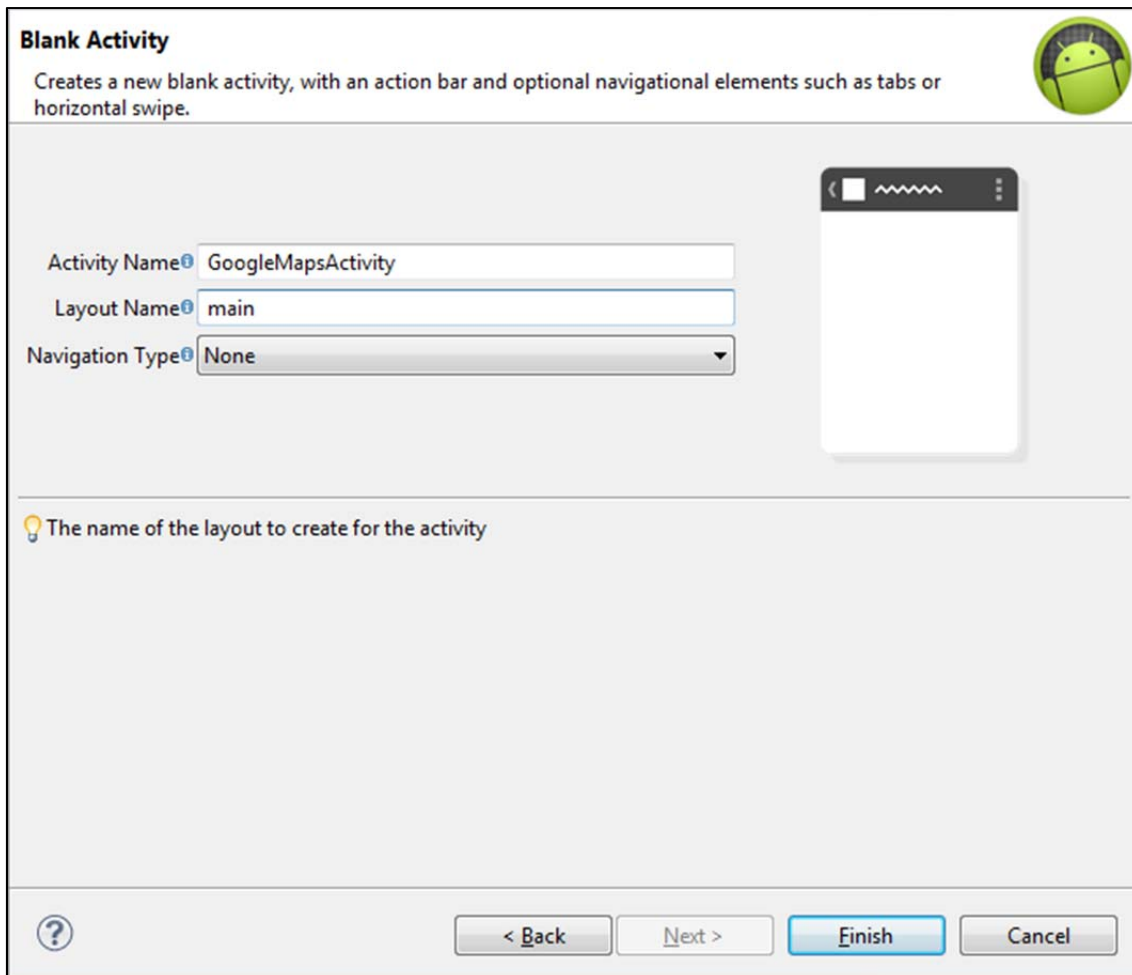 Blank Activity
Creates a new blank activity, with an action bar and optional navigational elements such as tabs or
horizontal swipe.
Activity Name GoogleMapsActivity
Layout Name main
Navigation Type None
The name of the layout to create for the activity
< Back Next > Finish Cancel